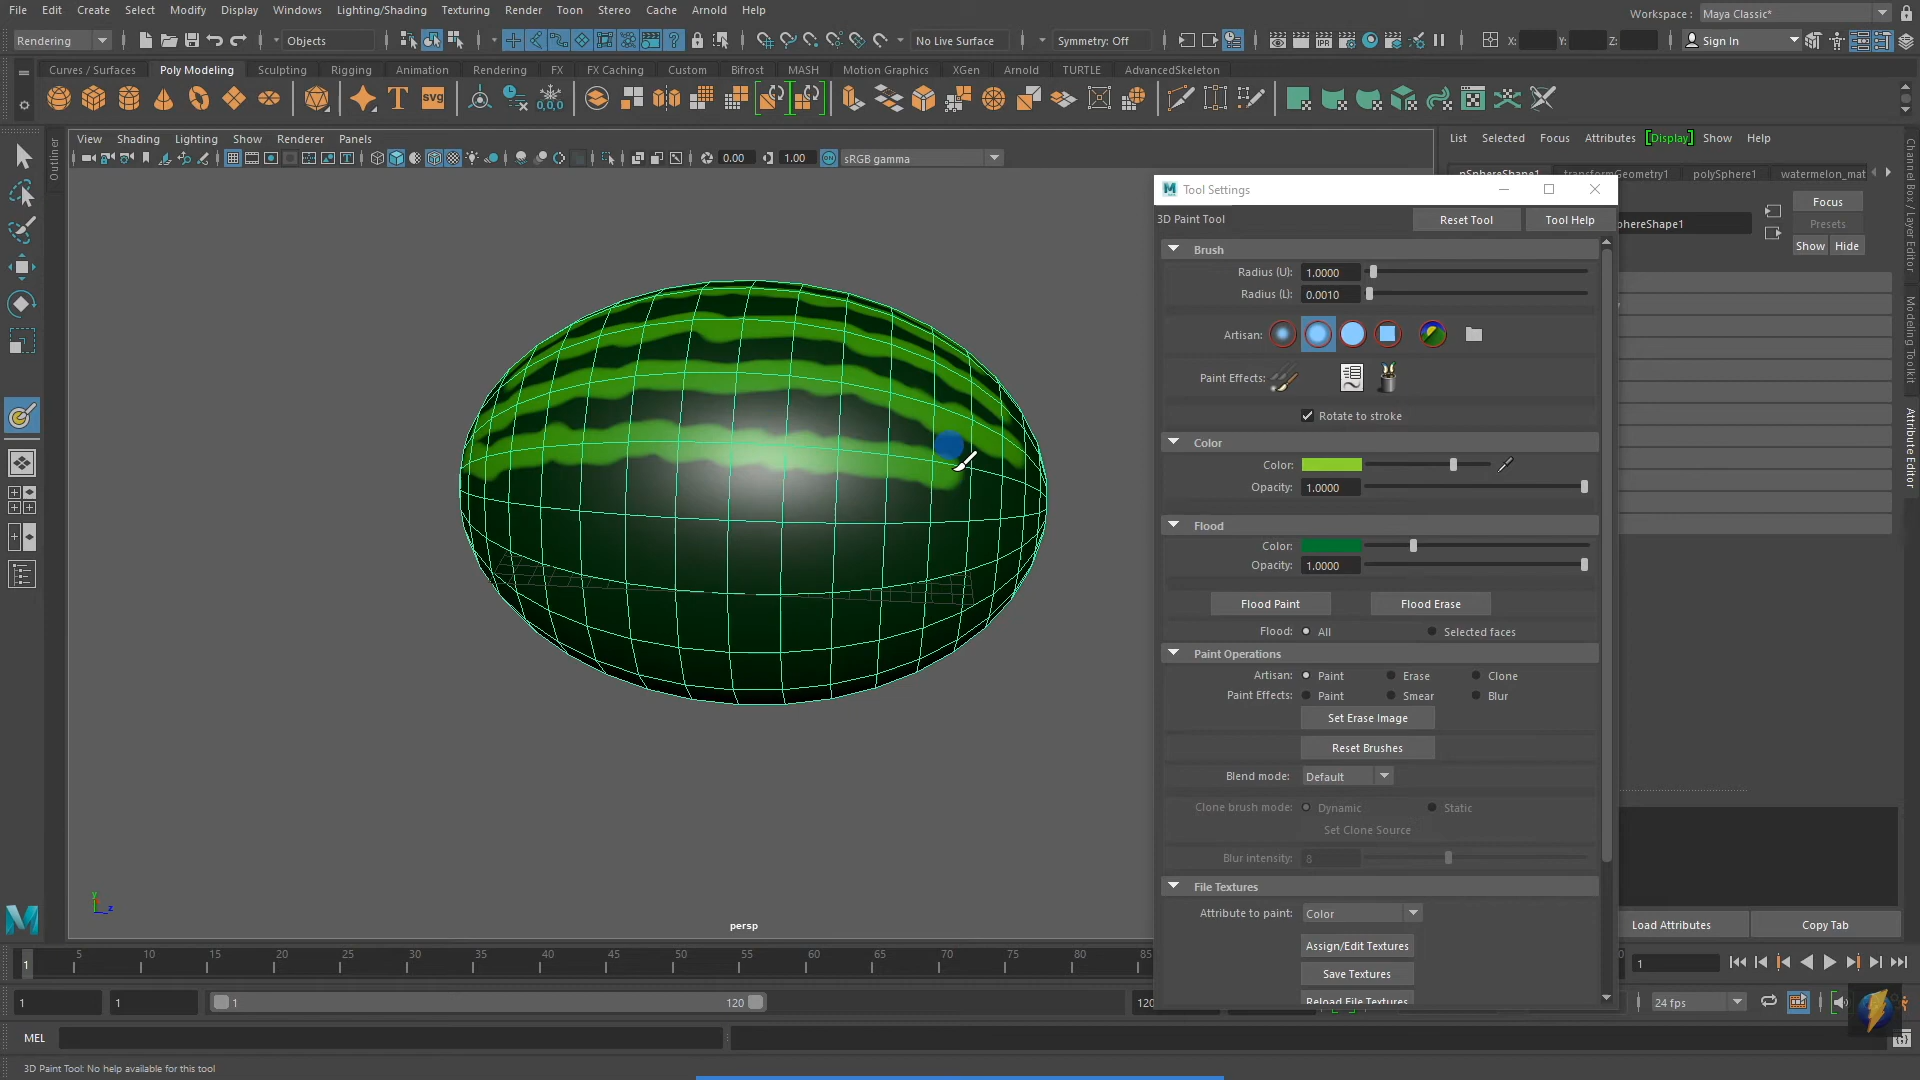 File Edit Create Select Modify Display Windows Lighting/Shading Texturing Render Toon Stereo Cache Arnold Help
Workspace : Maya Classic*
Rendering Objects No Live Surface Symmetry: Off X: Y: Z: Sign In
Curves / Surfaces Poly Modeling Sculpting Rigging Animation Rendering FX FX Caching Custom Bifrost MASH Motion Graphics XGen Arnold TURTLE AdvancedSkeleton
T SVG 0,0,0
View Shading Lighting Show Renderer Panels
0.00 1.00 ON sRGB gamma
Outliner
List Selected Focus Attributes Display Show Help
pSphereShape1 transformGeometry1 polySphere1 watermelon_mat
Focus
Presets
Show Hide
phereShape1
Channel Box / Layer Editor
Modeling Toolkit
Attribute Editor
M Tool Settings
3D Paint Tool Reset Tool Tool Help
Brush
Radius (U): 1.0000
Radius (L): 0.0010
Artisan:
Paint Effects:
Rotate to stroke
Color
Color:
Opacity: 1.0000
Flood
Color:
Opacity: 1.0000
Flood Paint Flood Erase
Flood: All Selected faces
Paint Operations
Artisan: Paint Erase Clone
Paint Effects: Paint Smear Blur
Set Erase Image
Reset Brushes
Blend mode: Default
Clone brush mode: Dynamic Static
Set Clone Source
Blur intensity: 8
File Textures
Attribute to paint: Color
Assign/Edit Textures
Save Textures
Reload File Textures
Load Attributes Copy Tab
y
z
persp
M
1 5 10 15 20 25 30 35 40 45 50 55 60 65 70 75 80 85 0 1
1 1 1 120 120 24 fps
MEL
3D Paint Tool: No help available for this tool